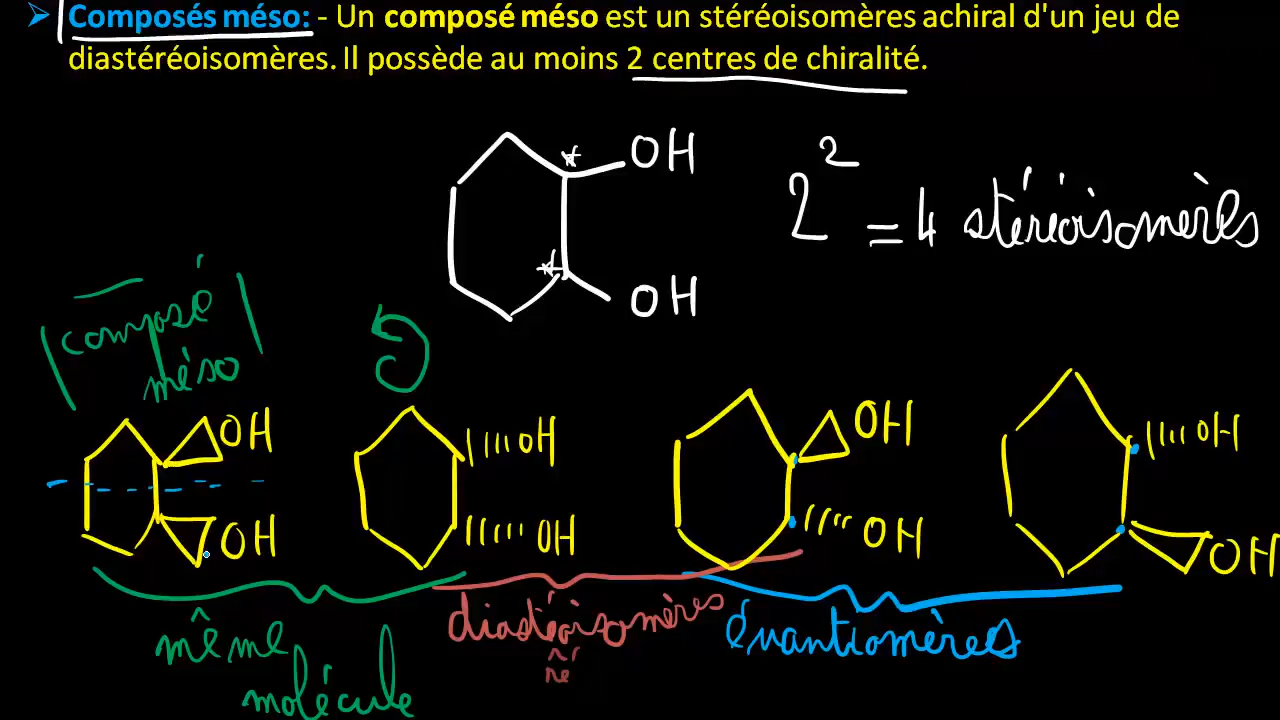 ➤ Composés méso: - Un composé méso est un stéréoisomères achiral d'un jeu de
diastéréoisomères. Il possède au moins 2 centres de chiralité.
* OH
* OH
2² = 4 stéréoisomères
composé
méso
OH
OH
OH
OH
OH
OH
OH
OH
même
molécule
diastéoisomères
ré
énantiomères